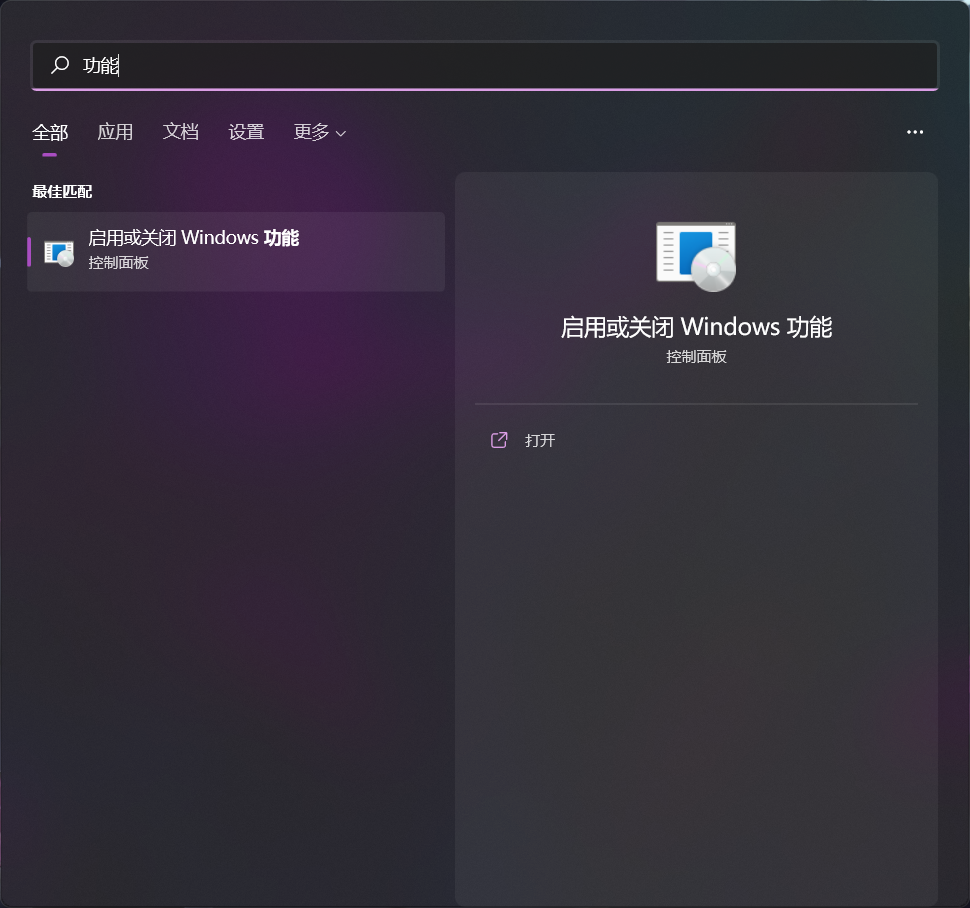 功能
全部 应用 文档 设置 更多
最佳匹配
启用或关闭 Windows 功能
控制面板
启用或关闭 Windows 功能
控制面板
打开